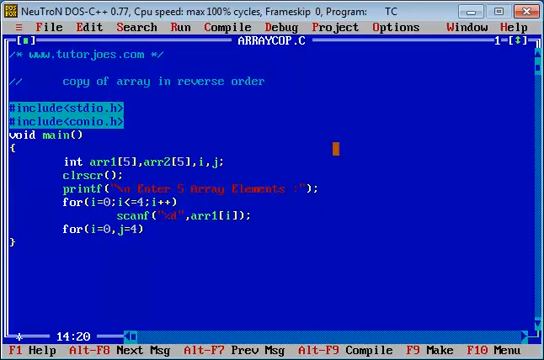 NeuTroN DOS-C++ 0.77, Cpu speed: max 100% cycles, Frameskip 0, Program: TC
≡ File Edit Search Run Compile Debug Project Options Window Help
ARRAYCOP.C 1
/* www.tutorjoes.com */
// copy of array in reverse order
#include<stdio.h>
#include<conio.h>
void main()
{
int arr1[5],arr2[5],i,j;
clrscr();
printf("\n Enter 5 Array Elements :");
for(i=0;i<=4;i++)
scanf("%d",arr1[i]);
for(i=0,j=4)
}
14:20
F1 Help Alt-F8 Next Msg Alt-F7 Prev Msg Alt-F9 Compile F9 Make F10 Menu